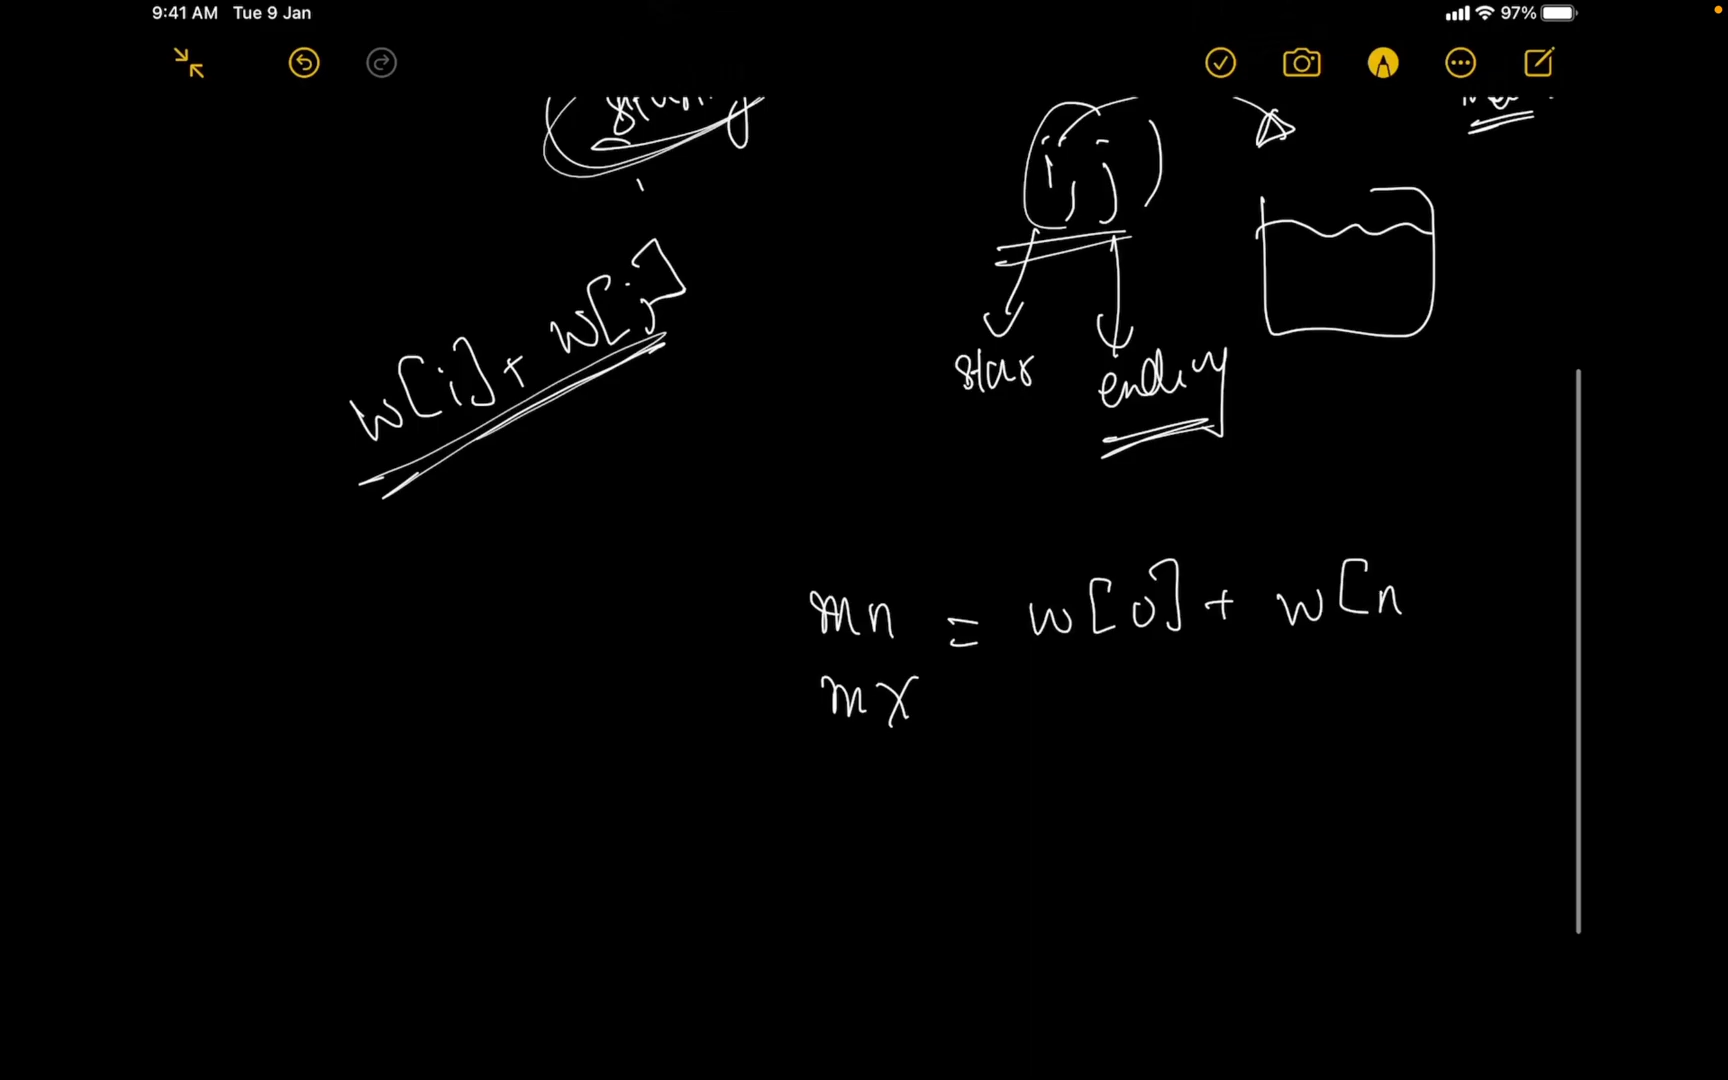 9:41 AM Tue 9 Jan
97%
i, j
w[i] + w[j]
star
ending
mn = w[0] + w[n
mx